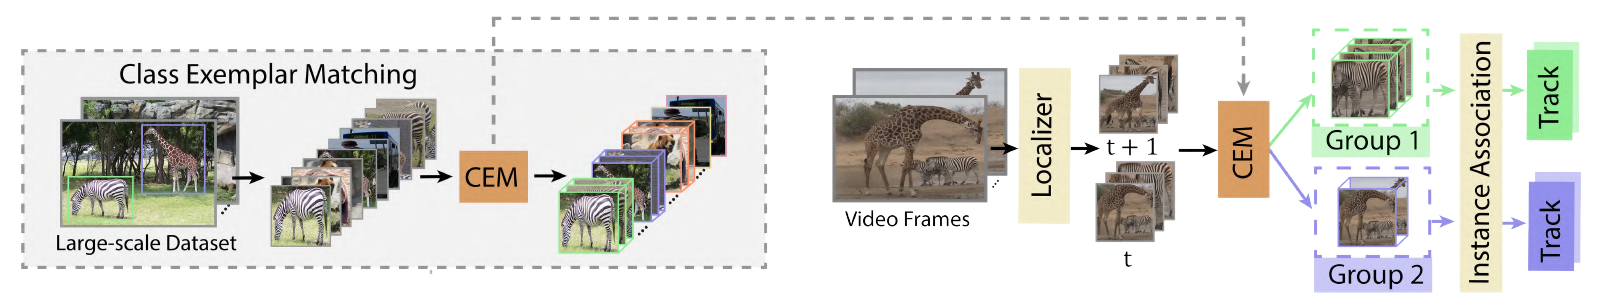 Class Exemplar Matching
Large-scale Dataset
CEM
Video Frames
Localizer
t + 1
t
CEM
Group 1
Group 2
Instance Association
Track
Track